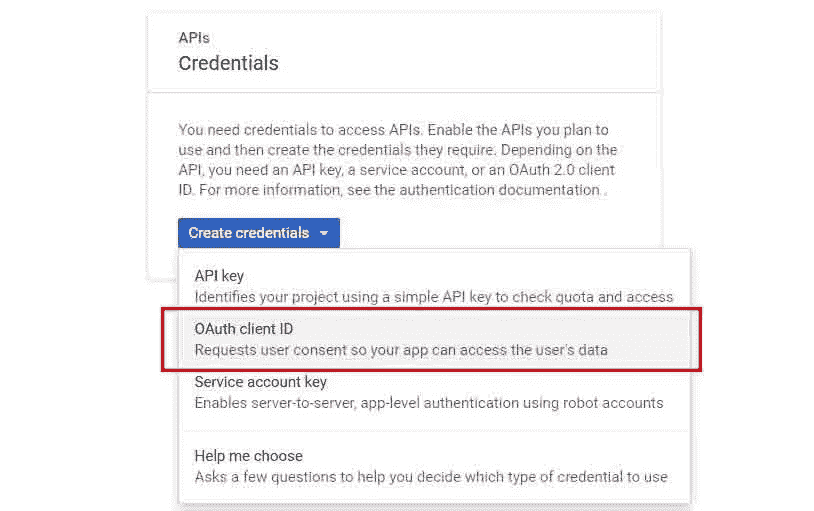 APIs
Credentials
You need credentials to access APIs. Enable the APIs you plan to
use and then create the credentials they require. Depending on the
API, you need an API key, a service account, or an OAuth 2.0 client
ID. For more information, see the authentication documentation .
Create credentials
API key
Identifies your project using a simple API key to check quota and access
OAuth client ID
Requests user consent so your app can access the user's data
Service account key
Enables server-to-server, app-level authentication using robot accounts
Help me choose
Asks a few questions to help you decide which type of credential to use